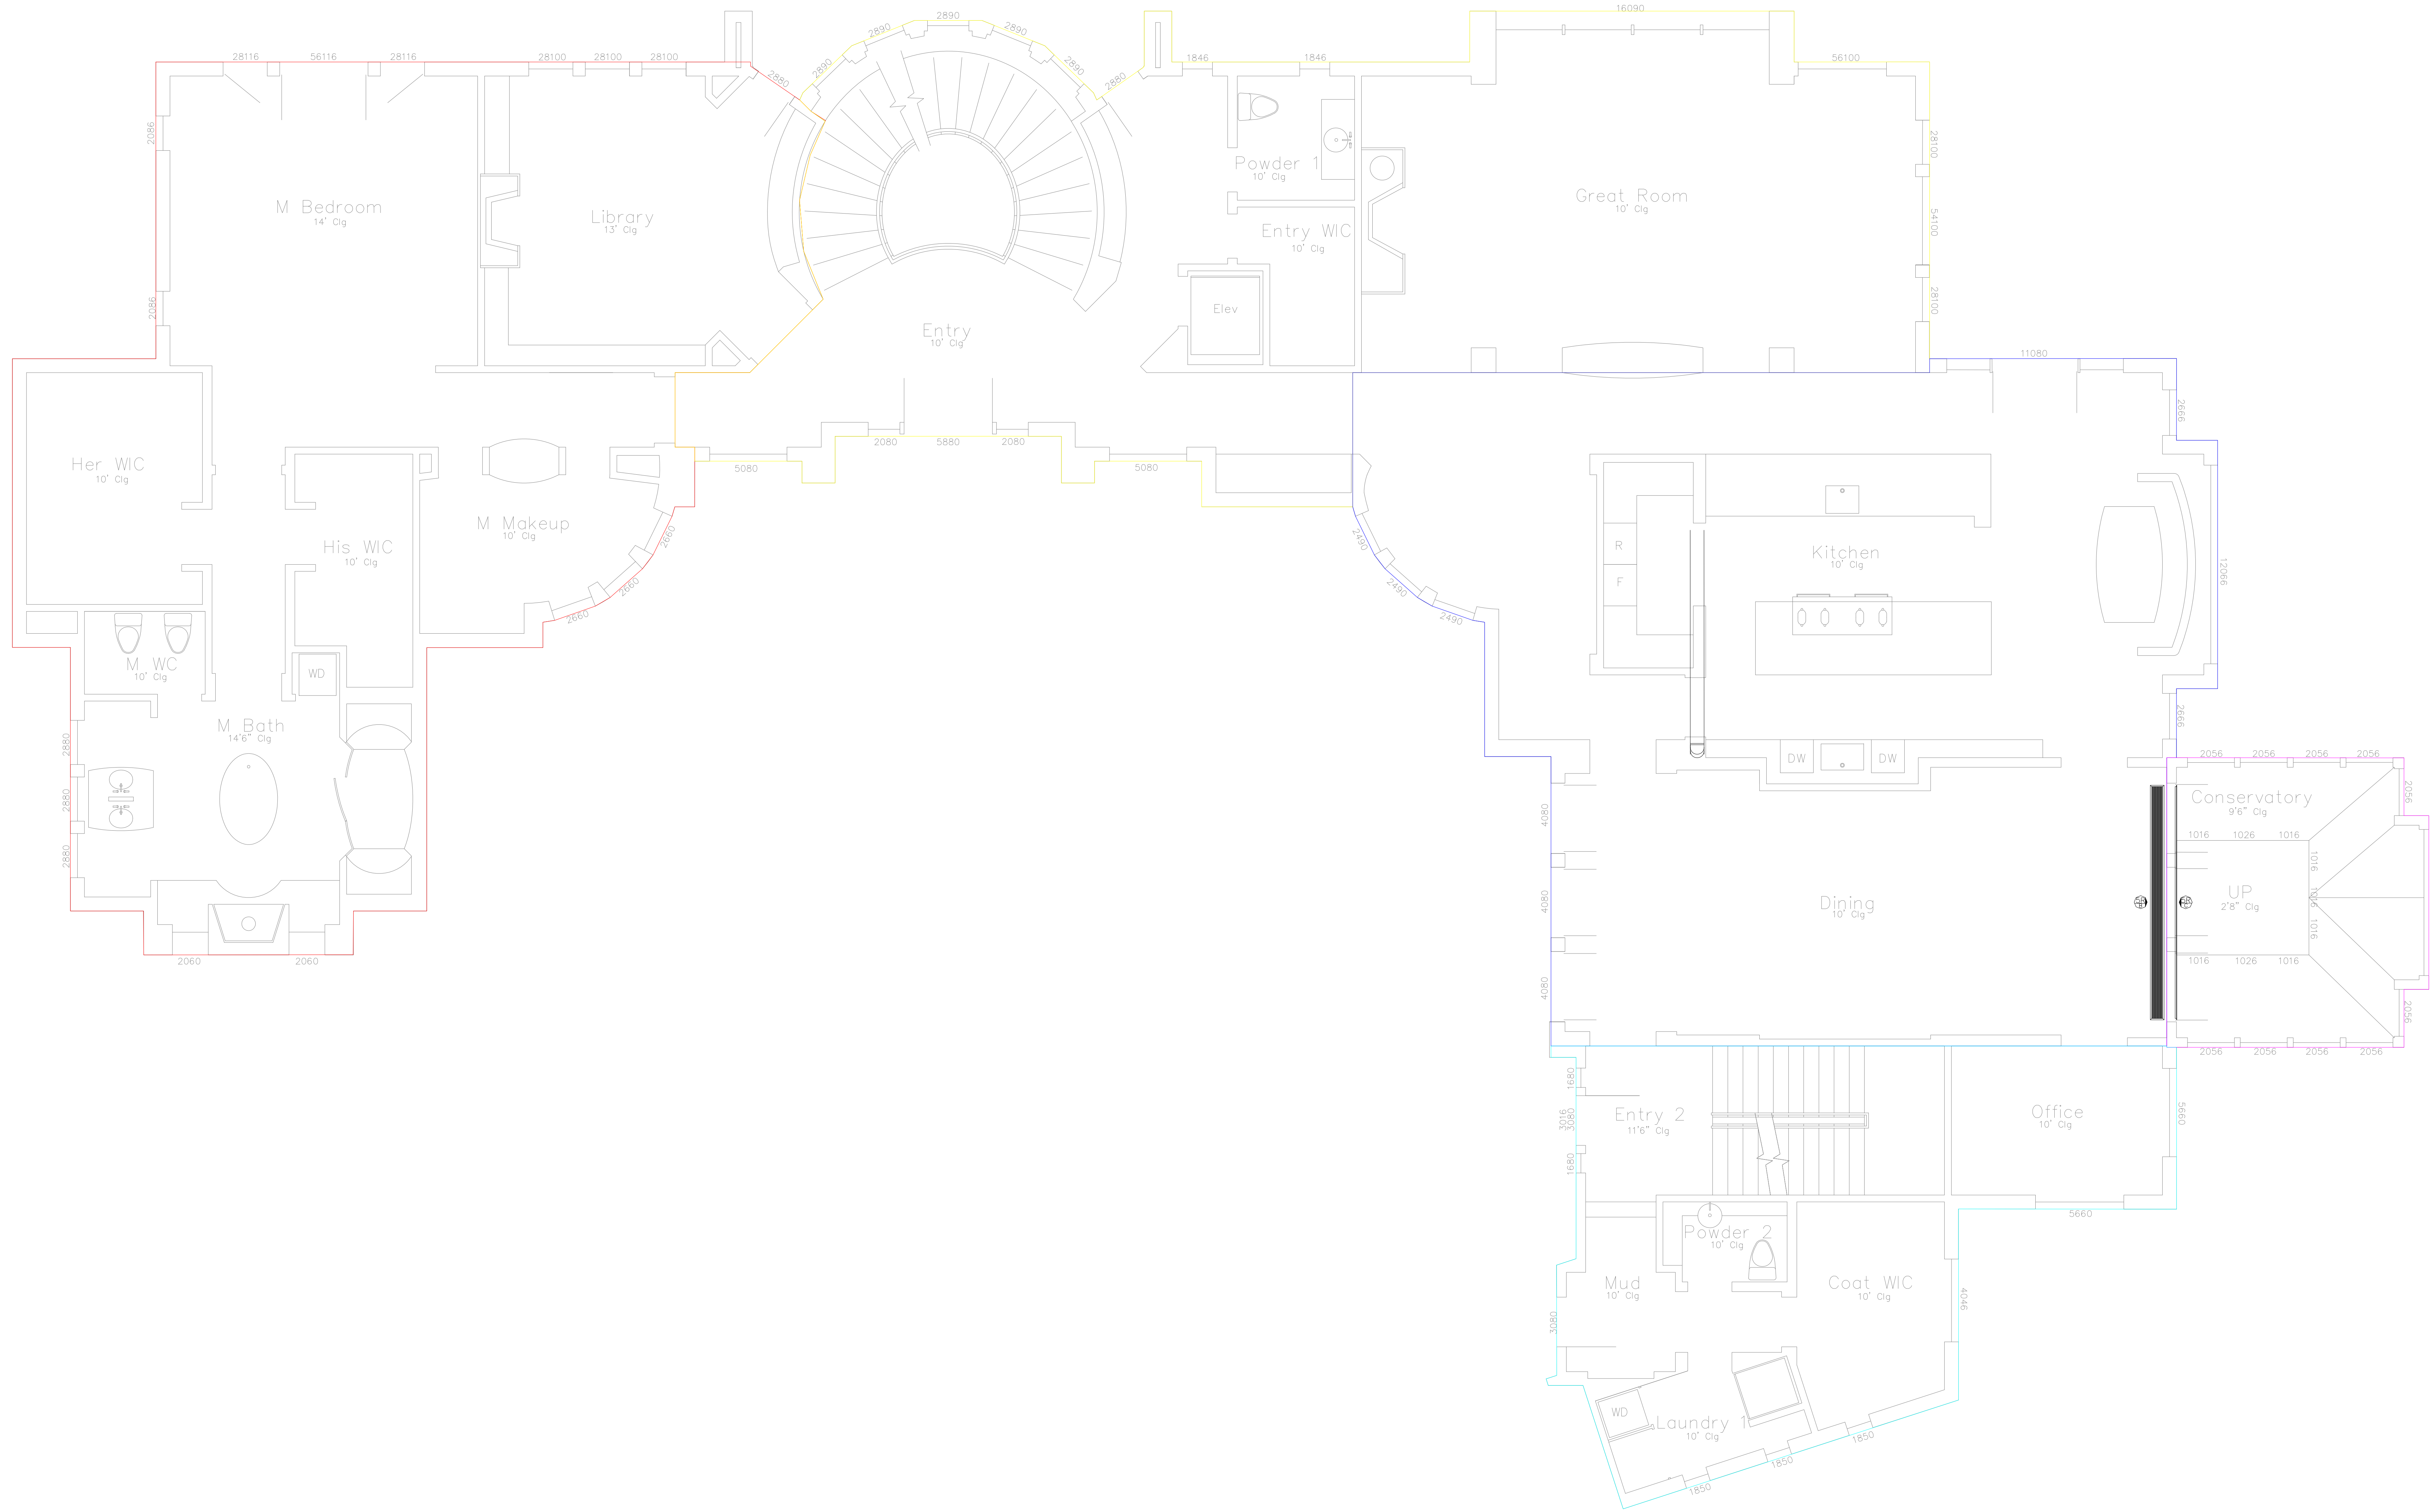 16090
2890
2890
2890
2890
2890
28116
56116
28116
28100
28100
28100
2880
2880
1846
1846
56100
2086
28100
Powder 1
10' Clg
M Bedroom
14' Clg
Library
13' Clg
Great Room
10' Clg
54100
Entry WIC
10' Clg
2086
Elev
28100
Entry
10' Clg
11080
2666
2080
5880
2080
5080
5080
Her WIC
10' Clg
M Makeup
10' Clg
2660
2660
2660
His WIC
10' Clg
2490
2490
2490
R
F
Kitchen
10' Clg
12066
M WC
10' Clg
WD
M Bath
14'6" Clg
2880
2880
2880
2060
2060
2666
DW
DW
2056
2056
2056
2056
2056
Conservatory
9'6" Clg
4080
4080
4080
1016
1026
1016
1016
1016
1016
UP
2'8" Clg
Dining
10' Clg
1016
1026
1016
2056
2056
2056
2056
2056
1680
3016
3080
1680
Entry 2
11'6" Clg
Office
10' Clg
5660
5660
Powder 2
10' Clg
Mud
10' Clg
Coat WIC
10' Clg
3080
4046
WD
Laundry 1
10' Clg
1850
1850
1850